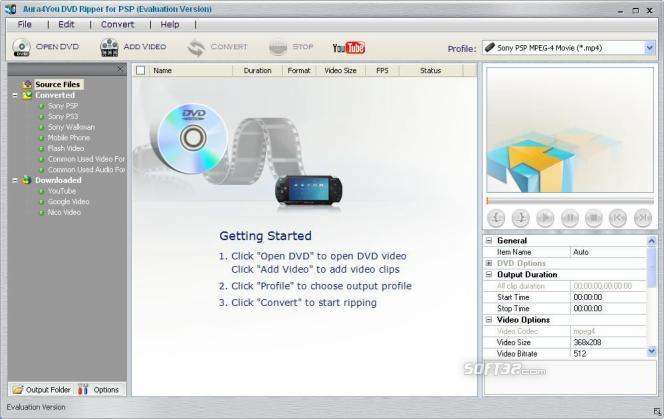 Aura4You DVD Ripper for PSP (Evaluation Version)
File | Edit | Convert | Help |
OPEN DVD ADD VIDEO CONVERT STOP YouTube Profile: Sony PSP MPEG-4 Movie (*.mp4)
Name Duration Format Video Size FPS Status
Source Files
Converted
Sony PSP
Sony PS3
Sony Walkman
Mobile Phone
Flash Video
Common Used Video For
Common Used Audio For
Downloaded
YouTube
Google Video
Nico Video
Output Folder Options
DVD
Getting Started
1. Click "Open DVD" to open DVD video
Click "Add Video" to add video clips
2. Click "Profile" to choose output profile
3. Click "Convert" to start ripping
General
Item Name Auto
DVD Options
Output Duration
All clip duration 00:00:00-00:00:00
Start Time 00:00:00
Stop Time 00:00:00
Video Options
Video Codec mpeg4
Video Size 368x208
Video Bitrate 512
SOFT32.COM
Evaluation Version